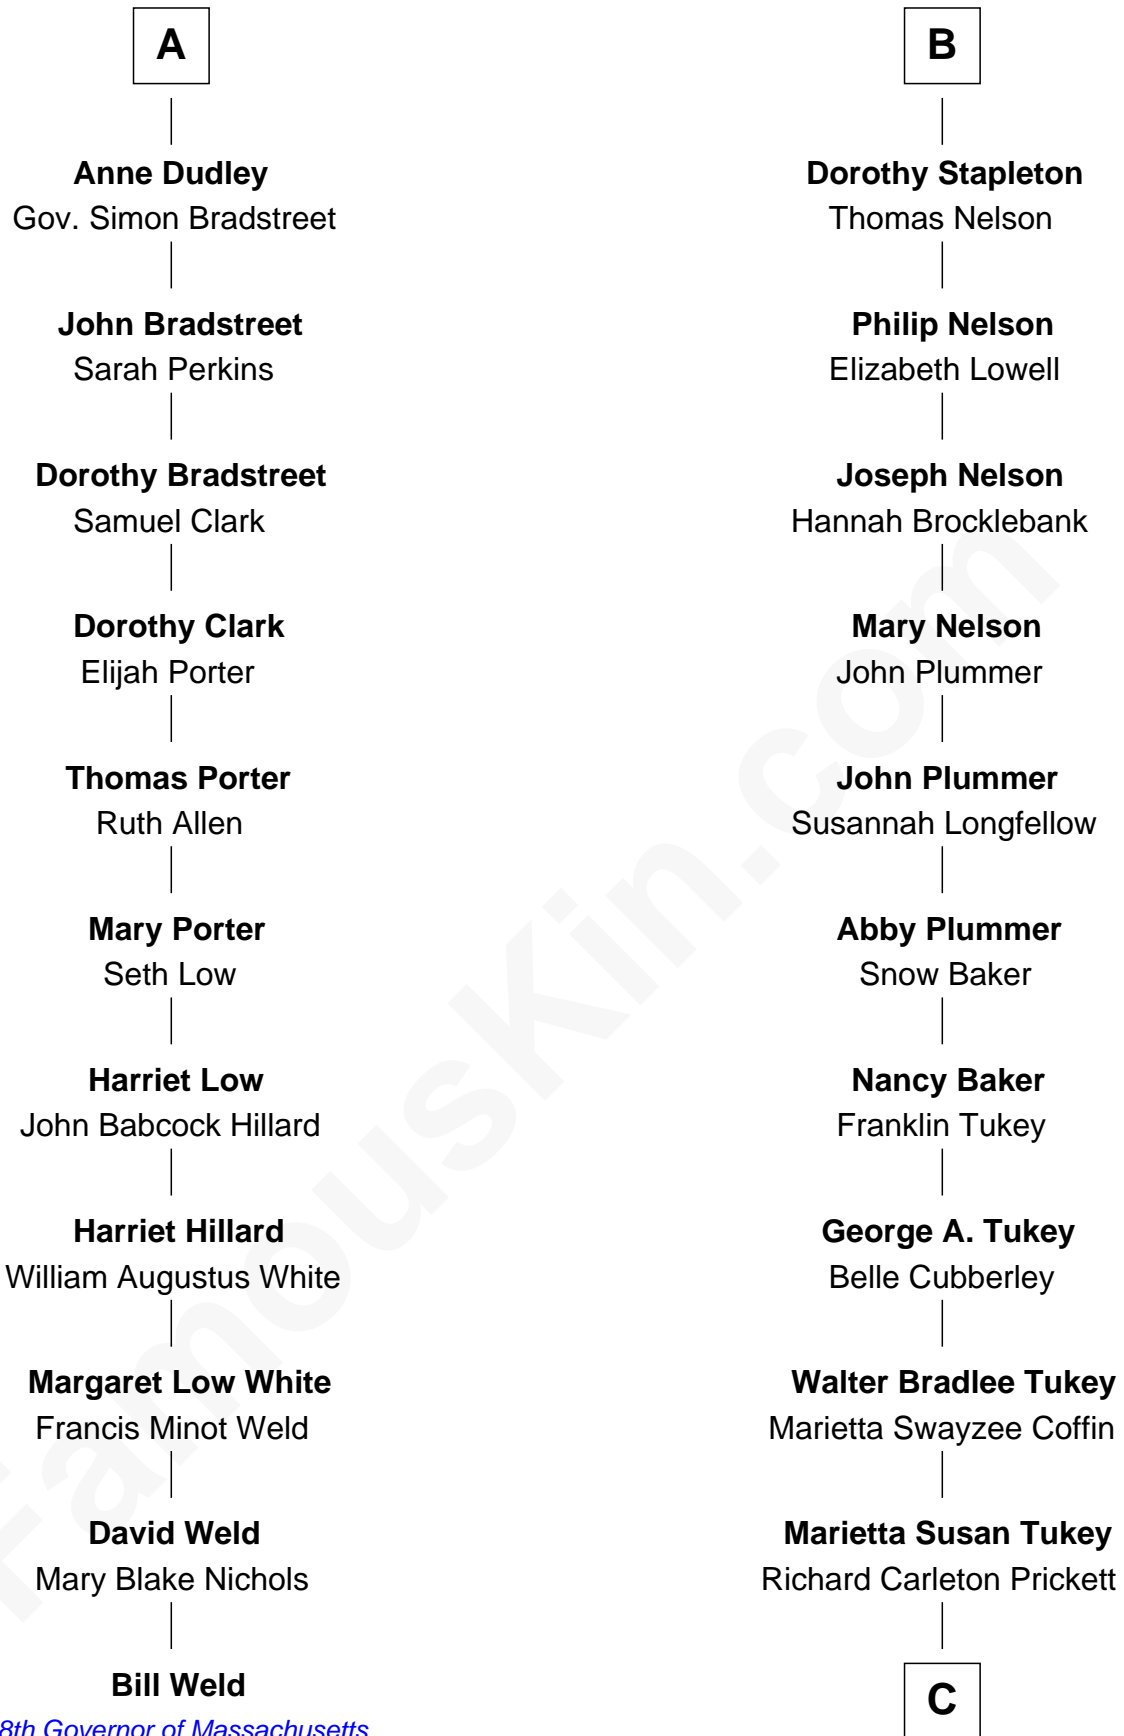 A
Anne Dudley
Gov. Simon Bradstreet
John Bradstreet
Sarah Perkins
Dorothy Bradstreet
Samuel Clark
Dorothy Clark
Elijah Porter
Thomas Porter
Ruth Allen
Mary Porter
Seth Low
Harriet Low
John Babcock Hillard
Harriet Hillard
William Augustus White
Margaret Low White
Francis Minot Weld
David Weld
Mary Blake Nichols
Bill Weld
8th Governor of Massachusetts
B
Dorothy Stapleton
Thomas Nelson
Philip Nelson
Elizabeth Lowell
Joseph Nelson
Hannah Brocklebank
Mary Nelson
John Plummer
John Plummer
Susannah Longfellow
Abby Plummer
Snow Baker
Nancy Baker
Franklin Tukey
George A. Tukey
Belle Cubberley
Walter Bradlee Tukey
Marietta Swayzee Coffin
Marietta Susan Tukey
Richard Carleton Prickett
C
FamousKin.com